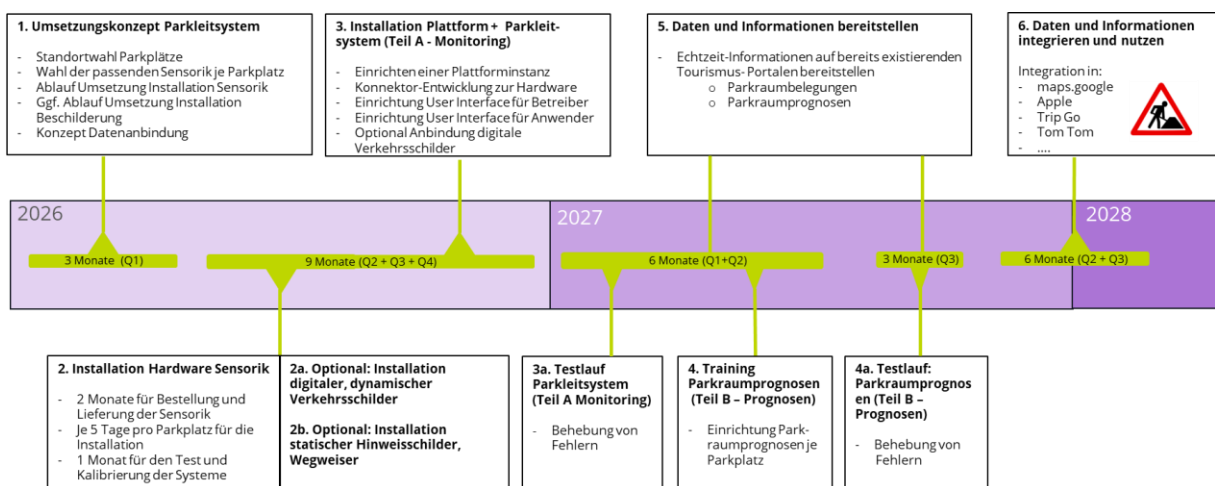 1. Umsetzungskonzept Parkleitsystem
- Standortwahl Parkplätze
- Wahl der passenden Sensorik je Parkplatz
- Ablauf Umsetzung Installation Sensorik
- Ggf. Ablauf Umsetzung Installation
Beschilderung
- Konzept Datenanbindung
3. Installation Plattform + Parkleit-
system (Teil A - Monitoring)
- Einrichten einer Plattforminstanz
- Konnektor-Entwicklung zur Hardware
- Einrichtung User Interface für Betreiber
- Einrichtung User Interface für Anwender
- Optional Anbindung digitale
Verkehrsschilder
5. Daten und Informationen bereitstellen
- Echtzeit-Informationen auf bereits existierenden
Tourismus- Portalen bereitstellen
o Parkraumbelegungen
o Parkraumprognosen
6. Daten und Informationen
integrieren und nutzen
Integration in:
- maps.google
- Apple
- Trip Go
- Tom Tom
- ....
2026
2027
2028
3 Monate (Q1)
9 Monate (Q2 + Q3 + Q4)
6 Monate (Q1+Q2)
3 Monate (Q3)
6 Monate (Q2 + Q3)
2. Installation Hardware Sensorik
- 2 Monate für Bestellung und
Lieferung der Sensorik
- Je 5 Tage pro Parkplatz für die
Installation
- 1 Monat für den Test und
Kalibrierung der Systeme
2a. Optional: Installation
digitaler, dynamischer
Verkehrsschilder
2b. Optional: Installation
statischer Hinweisschilder,
Wegweiser
3a. Testlauf
Parkleitsystem
(Teil A Monitoring)
- Behebung von
Fehlern
4. Training
Parkraumprognosen
(Teil B – Prognosen)
- Einrichtung Park-
raumprognosen je
Parkplatz
4a. Testlauf:
Parkraumprognos
en (Teil B –
Prognosen)
- Behebung von
Fehlern